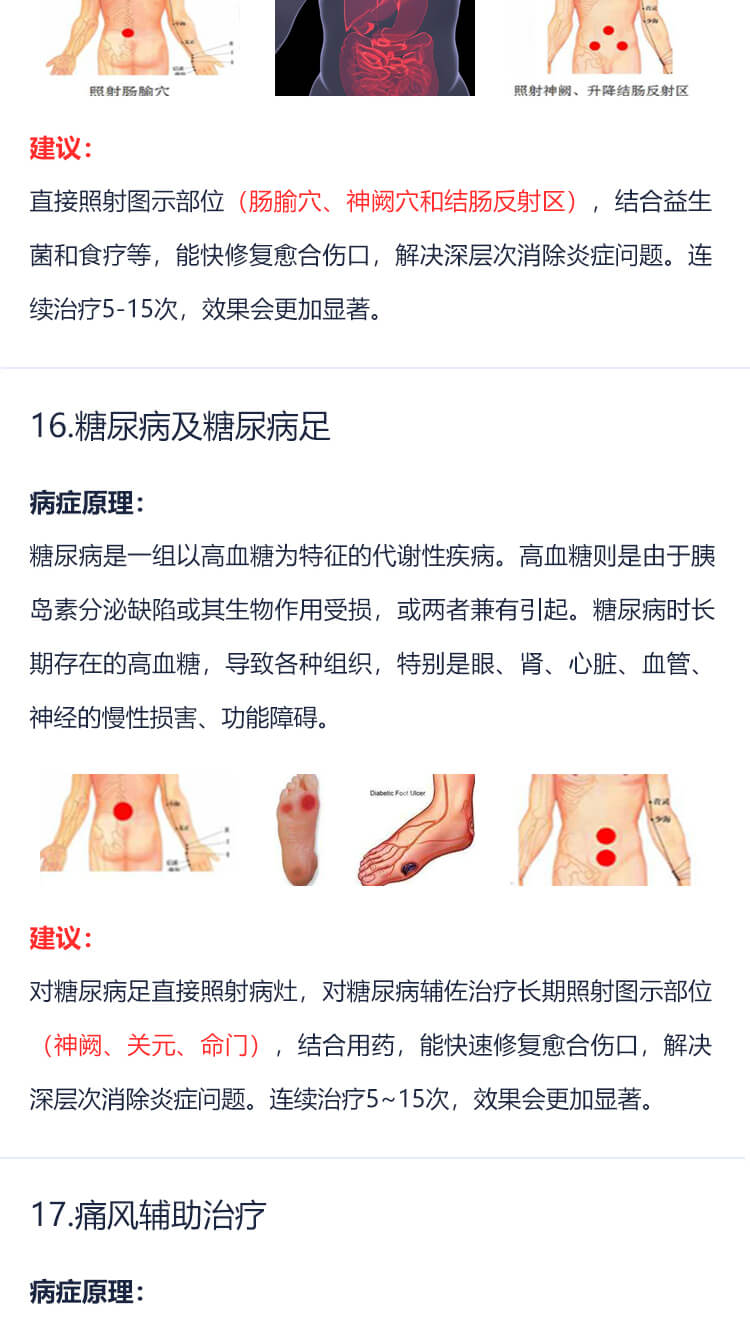 照射肠腧穴
照射神阙、升降结肠反射区
建议：
直接照射图示部位（肠腧穴、神阙穴和结肠反射区），结合益生
菌和食疗等，能快修复愈合伤口，解决深层次消除炎症问题。连
续治疗5-15次，效果会更加显著。
16.糖尿病及糖尿病足
病症原理：
糖尿病是一组以高血糖为特征的代谢性疾病。高血糖则是由于胰
岛素分泌缺陷或其生物作用受损，或两者兼有引起。糖尿病时长
期存在的高血糖，导致各种组织，特别是眼、肾、心脏、血管、
神经的慢性损害、功能障碍。
Diabetic Foot Ulcer
青灵
少海
建议：
对糖尿病足直接照射病灶，对糖尿病辅佐治疗长期照射图示部位
（神阙、关元、命门），结合用药，能快速修复愈合伤口，解决
深层次消除炎症问题。连续治疗5~15次，效果会更加显著。
17.痛风辅助治疗
病症原理：